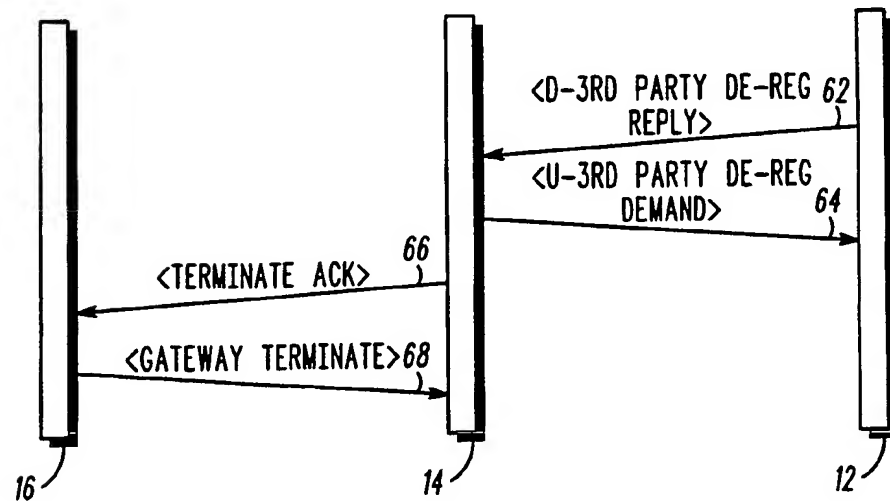 <D-3RD PARTY DE-REG 62
REPLY>
<U-3RD PARTY DE-REG
DEMAND> 64
66
<TERMINATE ACK>
<GATEWAY TERMINATE> 68
16 14 12